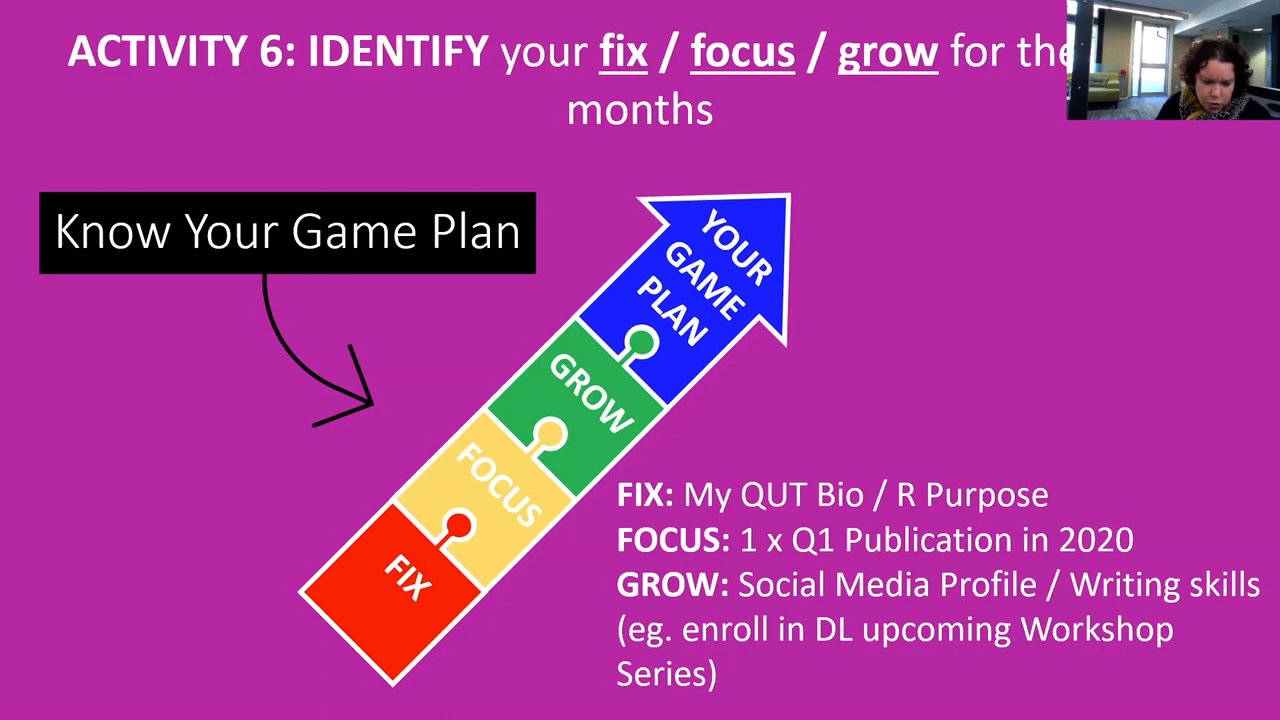 ACTIVITY 6: IDENTIFY your fix / focus / grow for the
months
Know Your Game Plan
YOUR
GAME
PLAN
GROW
FOCUS
FIX
FIX: My QUT Bio / R Purpose
FOCUS: 1 x Q1 Publication in 2020
GROW: Social Media Profile / Writing skills
(eg. enroll in DL upcoming Workshop
Series)